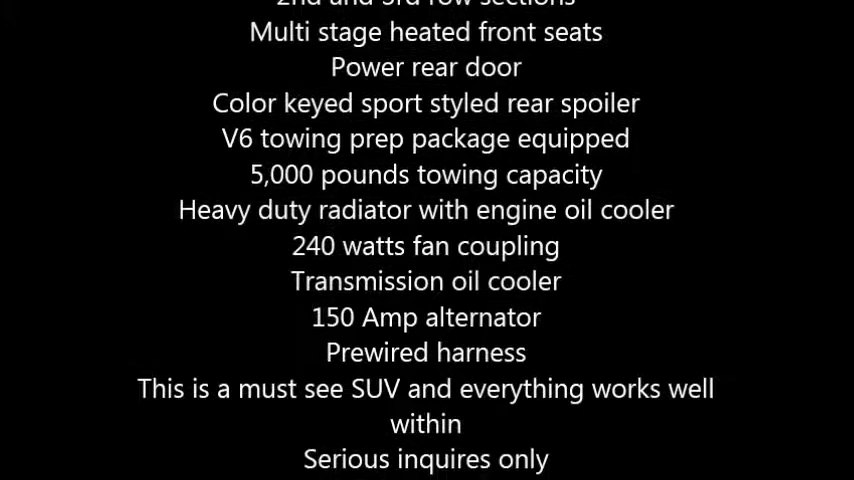 2nd and 3rd row sections
Multi stage heated front seats
Power rear door
Color keyed sport styled rear spoiler
V6 towing prep package equipped
5,000 pounds towing capacity
Heavy duty radiator with engine oil cooler
240 watts fan coupling
Transmission oil cooler
150 Amp alternator
Prewired harness
This is a must see SUV and everything works well
within
Serious inquires only